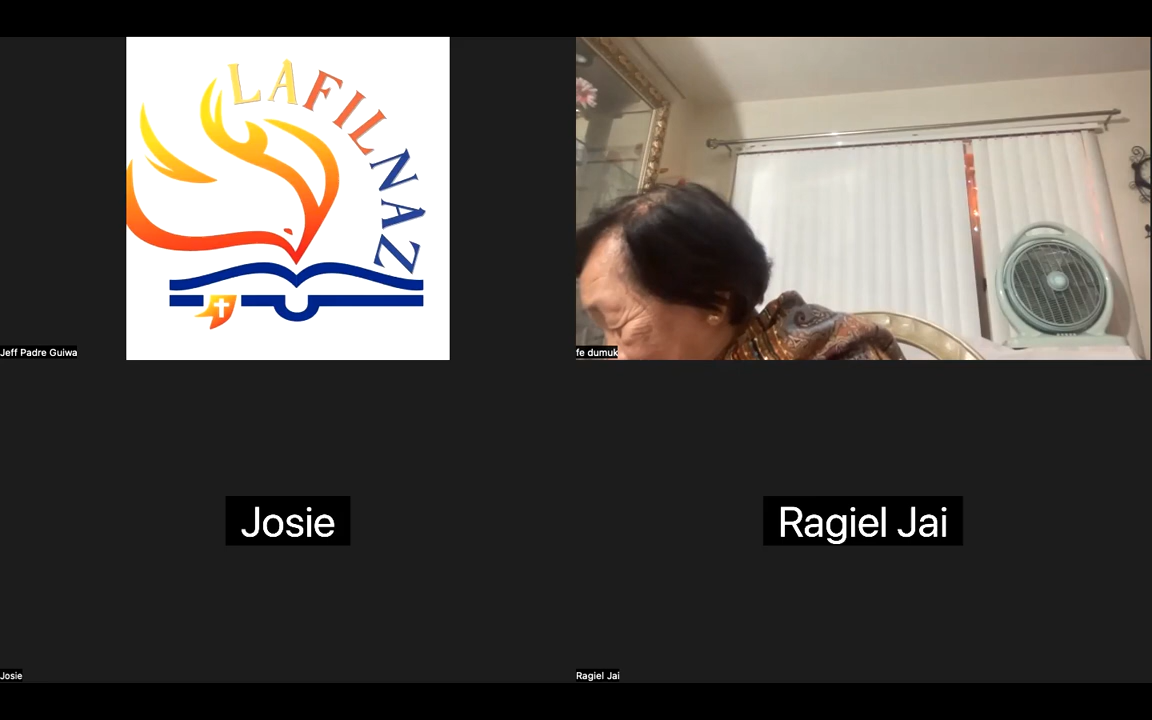 LAFILNAZ
Jeff Padre Guiwa
fe dumuk
Josie
Ragiel Jai
Josie
Ragiel Jai